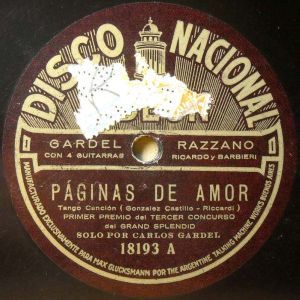 DISCO NACIONAL
GARDEL RAZZANO
CON 4 GUITARRAS RICARDO y BARBIERI
PÁGINAS DE AMOR
Tango Canción (Gonzalez Castillo - Riccardi)
PRIMER PREMIO del TERCER CONCURSO
del GRAND SPLENDID
SOLO POR CARLOS GARDEL
18193 A
MANUFACTURADO EXCLUSIVAMENTE PARA MAX GLUCKSMANN POR THE ARGENTINE TALKING MACHINE WORKS BUENOS AIRES